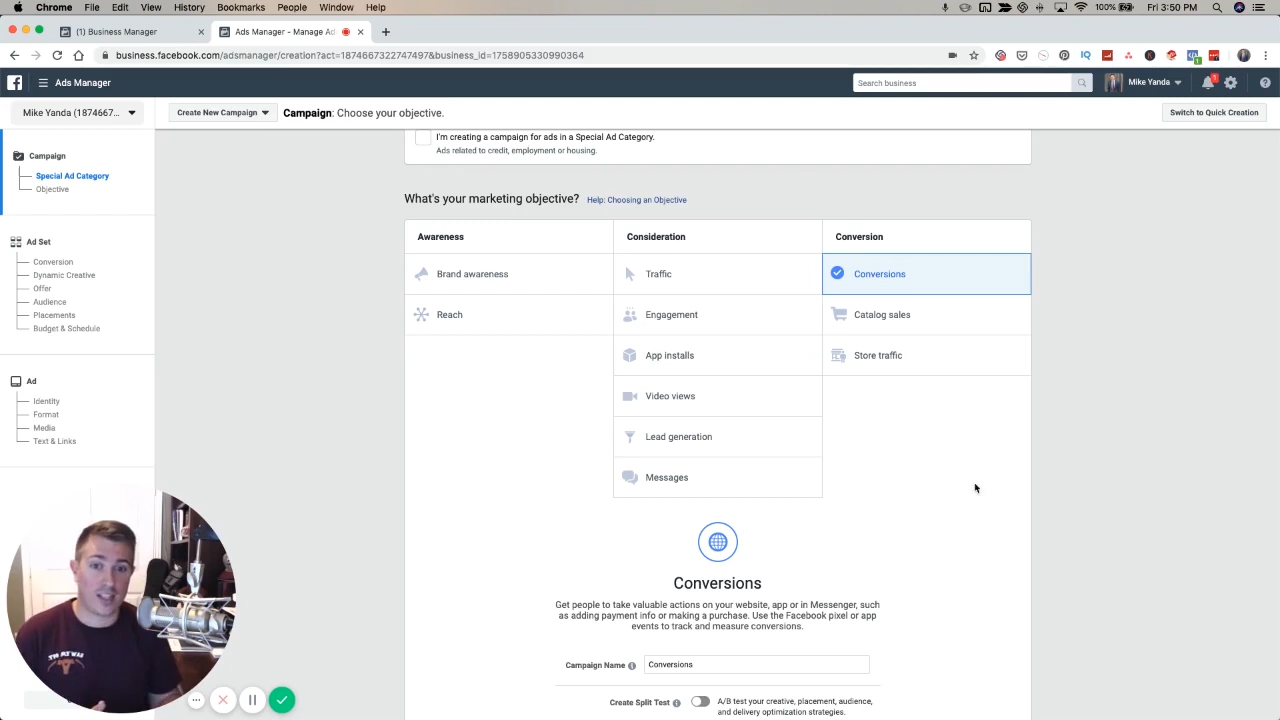 Chrome File Edit View History Bookmarks People Window Help
100% Fri 3:50 PM
(1) Business Manager
Ads Manager - Manage Ad
business.facebook.com/adsmanager/creation?act=1874667322747497&business_id=1758905330990364
Ads Manager
Search business
Mike Yanda
1
Mike Yanda (1874667...
Create New Campaign
Campaign: Choose your objective.
Switch to Quick Creation
Campaign
Special Ad Category
Objective
Ad Set
Conversion
Dynamic Creative
Offer
Audience
Placements
Budget & Schedule
Ad
Identity
Format
Media
Text & Links
I'm creating a campaign for ads in a Special Ad Category.
Ads related to credit, employment or housing.
What's your marketing objective? Help: Choosing an Objective
Awareness
Consideration
Conversion
Brand awareness
Traffic
Conversions
Reach
Engagement
Catalog sales
App installs
Store traffic
Video views
Lead generation
Messages
Conversions
Get people to take valuable actions on your website, app or in Messenger, such
as adding payment info or making a purchase. Use the Facebook pixel or app
events to track and measure conversions.
Campaign Name
Conversions
Create Split Test
A/B test your creative, placement, audience,
and delivery optimization strategies.